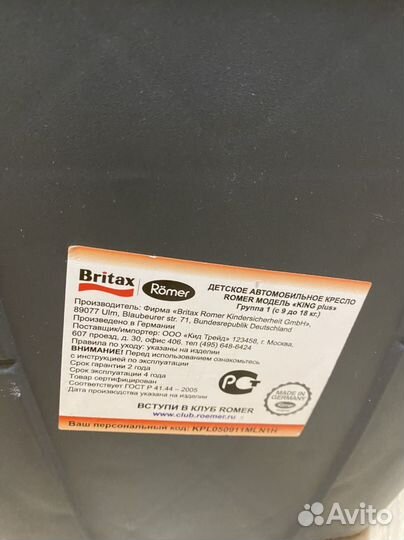 Britax Römer
ДЕТСКОЕ АВТОМОБИЛЬНОЕ КРЕСЛО
ROMER МОДЕЛЬ «KING plus»
Группа 1 (с 9 до 18 кг.)
Производитель: Фирма «Britax Romer Kindersicherheit GmbH»,
89077 Ulm, Blaubeurer str. 71, Bundesrepublik Deutschland
Произведено в Германии
Поставщик/импортер: ООО «Кид Трейд» 123458, г. Москва,
607 проезд, д. 30, офис 406. тел (495) 648-6424
Правила по уходу: указаны на изделии
ВНИМАНИЕ! Перед использованием ознакомьтесь
с инструкцией по эксплуатации
Срок гарантии 2 года
Срок эксплуатации 4 года
Товар сертифицирован
Соответствует ГОСТ Р 41.44 – 2005
Дата производства указана на изделии
РСТ
MADE IN
GERMANY
ВСТУПИ В КЛУБ ROMER
www.club.roemer.ru
Ваш персональный код: KPL050911MLN1R
Avito